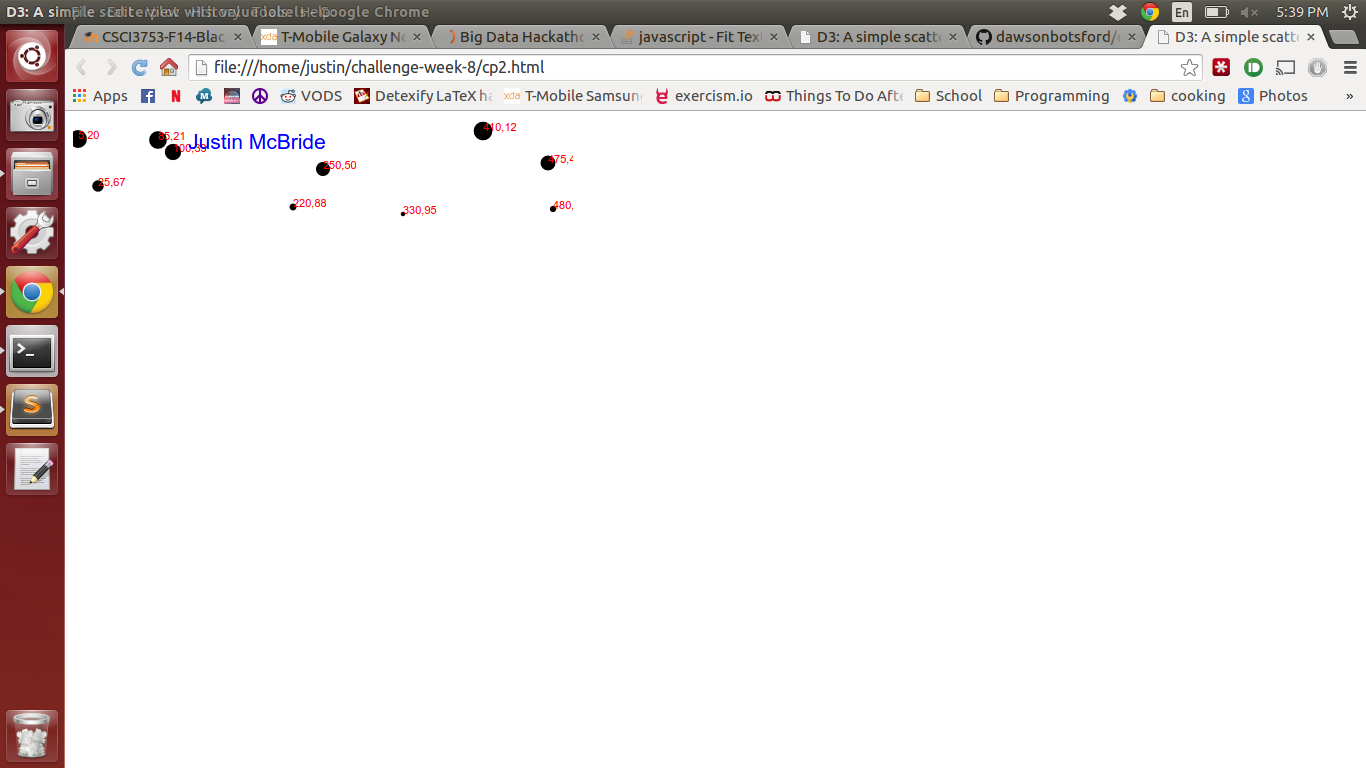 D3: A simple scatterplot with value labels - Google Chrome
En
5:39 PM
CSCI3753-F14-Blac
T-Mobile Galaxy No
Big Data Hackatho
javascript - Fit Tex
D3: A simple scatte
dawsonbotsford/
D3: A simple scatte
file:///home/justin/challenge-week-8/cp2.html
Apps
VODS
Detexify LaTeX ha
xda T-Mobile Samsun
exercism.io
Things To Do Afte
School
Programming
cooking
Photos
»
5,20
85,21
100,33
Justin McBride
410,12
250,50
475,4
25,67
220,88
330,95
480,